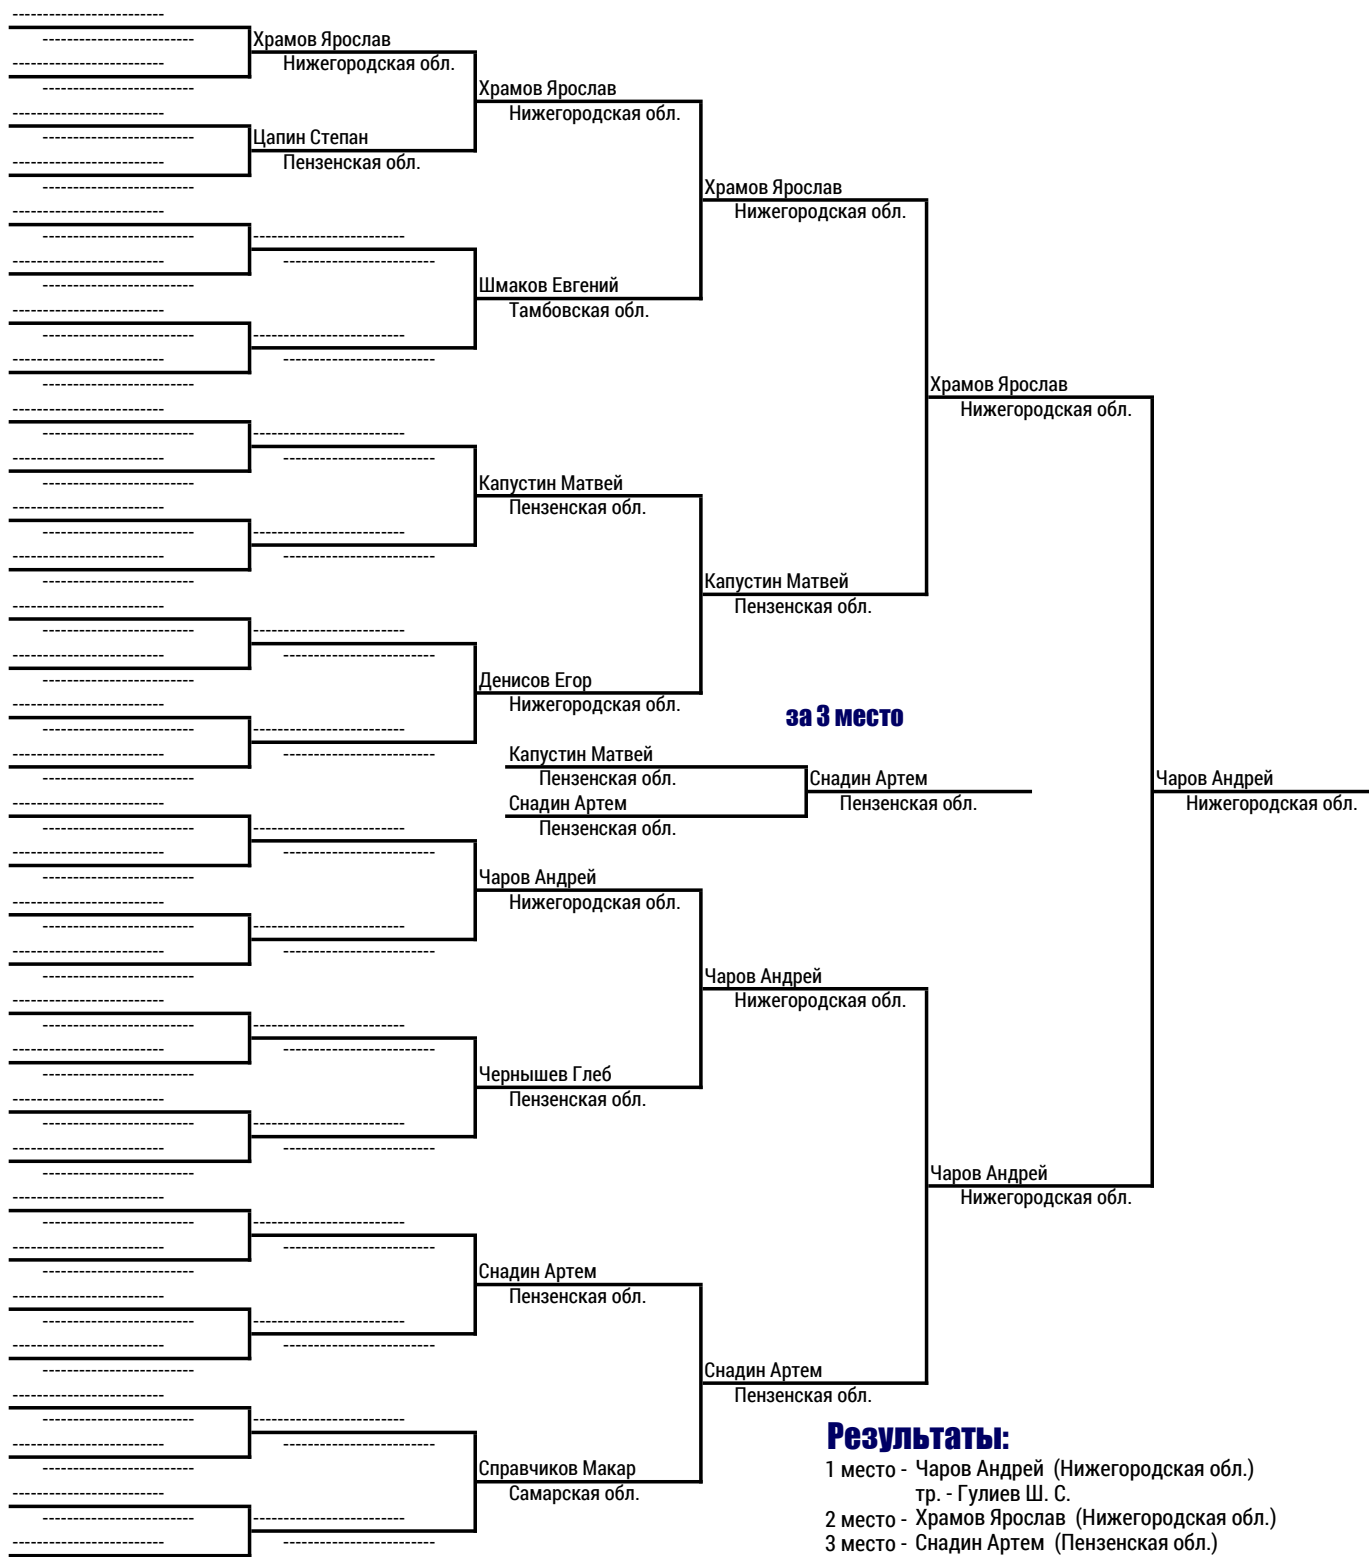 Храмов Ярослав
Нижегородская обл.
Храмов Ярослав
Нижегородская обл.
Цапин Степан
Пензенская обл.
Храмов Ярослав
Нижегородская обл.
Шмаков Евгений
Тамбовская обл.
Храмов Ярослав
Нижегородская обл.
Капустин Матвей
Пензенская обл.
Капустин Матвей
Пензенская обл.
Денисов Егор
Нижегородская обл.
за 3 место
Капустин Матвей
Пензенская обл.
Снадин Артем
Пензенская обл.
Снадин Артем
Пензенская обл.
Чаров Андрей
Нижегородская обл.
Чаров Андрей
Нижегородская обл.
Чаров Андрей
Нижегородская обл.
Чернышев Глеб
Пензенская обл.
Чаров Андрей
Нижегородская обл.
Снадин Артем
Пензенская обл.
Снадин Артем
Пензенская обл.
Справчиков Макар
Самарская обл.
Результаты:
1 место - Чаров Андрей (Нижегородская обл.)
тр. - Гулиев Ш. С.
2 место - Храмов Ярослав (Нижегородская обл.)
3 место - Снадин Артем (Пензенская обл.)